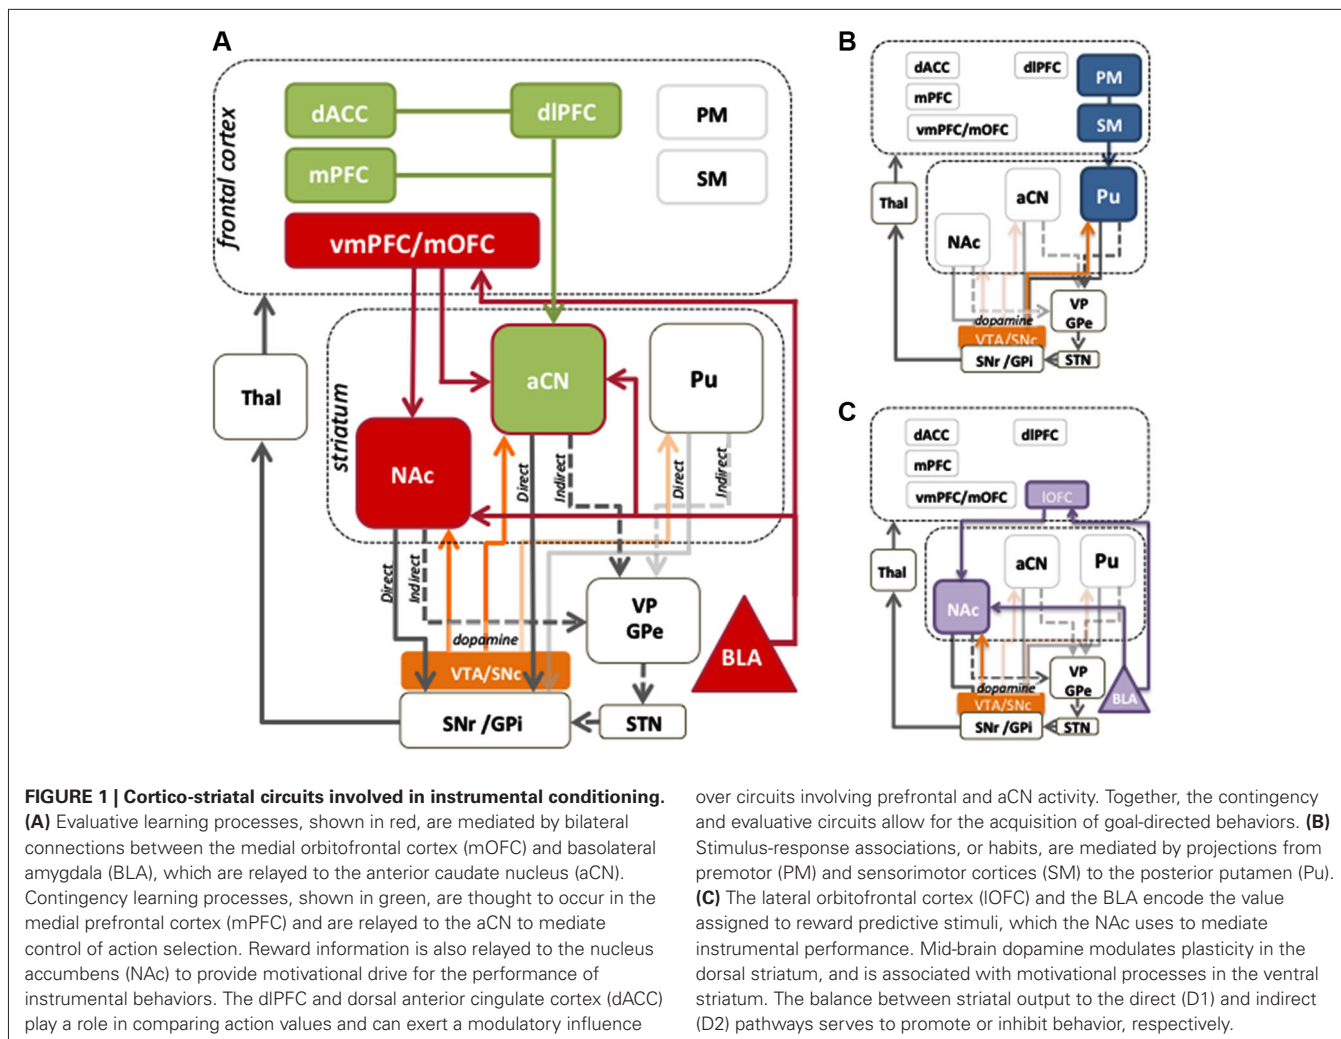 A
frontal cortex
dACC
dlPFC
PM
mPFC
SM
vmPFC/mOFC
striatum
Thal
aCN
Pu
NAc
Direct
Indirect
Direct
Indirect
Direct
Indirect
dopamine
VP
GPe
BLA
VTA/SNc
SNr /GPi
STN
B
dACC
dlPFC
PM
mPFC
SM
vmPFC/mOFC
Thal
aCN
Pu
NAc
VP
GPe
dopamine
VTA/SNc
SNr /GPi
STN
C
dACC
dlPFC
mPFC
vmPFC/mOFC
lOFC
Thal
aCN
Pu
NAc
VP
GPe
dopamine
BLA
VTA/SNc
SNr /GPi
STN
FIGURE 1 | Cortico-striatal circuits involved in instrumental conditioning.
(A) Evaluative learning processes, shown in red, are mediated by bilateral
connections between the medial orbitofrontal cortex (mOFC) and basolateral
amygdala (BLA), which are relayed to the anterior caudate nucleus (aCN).
Contingency learning processes, shown in green, are thought to occur in the
medial prefrontal cortex (mPFC) and are relayed to the aCN to mediate
control of action selection. Reward information is also relayed to the nucleus
accumbens (NAc) to provide motivational drive for the performance of
instrumental behaviors. The dlPFC and dorsal anterior cingulate cortex (dACC)
play a role in comparing action values and can exert a modulatory influence
over circuits involving prefrontal and aCN activity. Together, the contingency
and evaluative circuits allow for the acquisition of goal-directed behaviors. (B)
Stimulus-response associations, or habits, are mediated by projections from
premotor (PM) and sensorimotor cortices (SM) to the posterior putamen (Pu).
(C) The lateral orbitofrontal cortex (lOFC) and the BLA encode the value
assigned to reward predictive stimuli, which the NAc uses to mediate
instrumental performance. Mid-brain dopamine modulates plasticity in the
dorsal striatum, and is associated with motivational processes in the ventral
striatum. The balance between striatal output to the direct (D1) and indirect
(D2) pathways serves to promote or inhibit behavior, respectively.